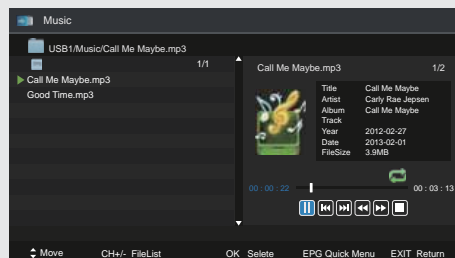 Music
USB1/Music/Call Me Maybe.mp3
1/1
Call Me Maybe.mp3
Good Time.mp3
Call Me Maybe.mp3 1/2
Title Call Me Maybe
Artist Carly Rae Jepsen
Album Call Me Maybe
Track
Year 2012-02-27
Date 2013-02-01
FileSize 3.9MB
00 : 00 : 22 00 : 03 : 13
Move CH+/- FileList OK Selete EPG Quick Menu EXIT Return